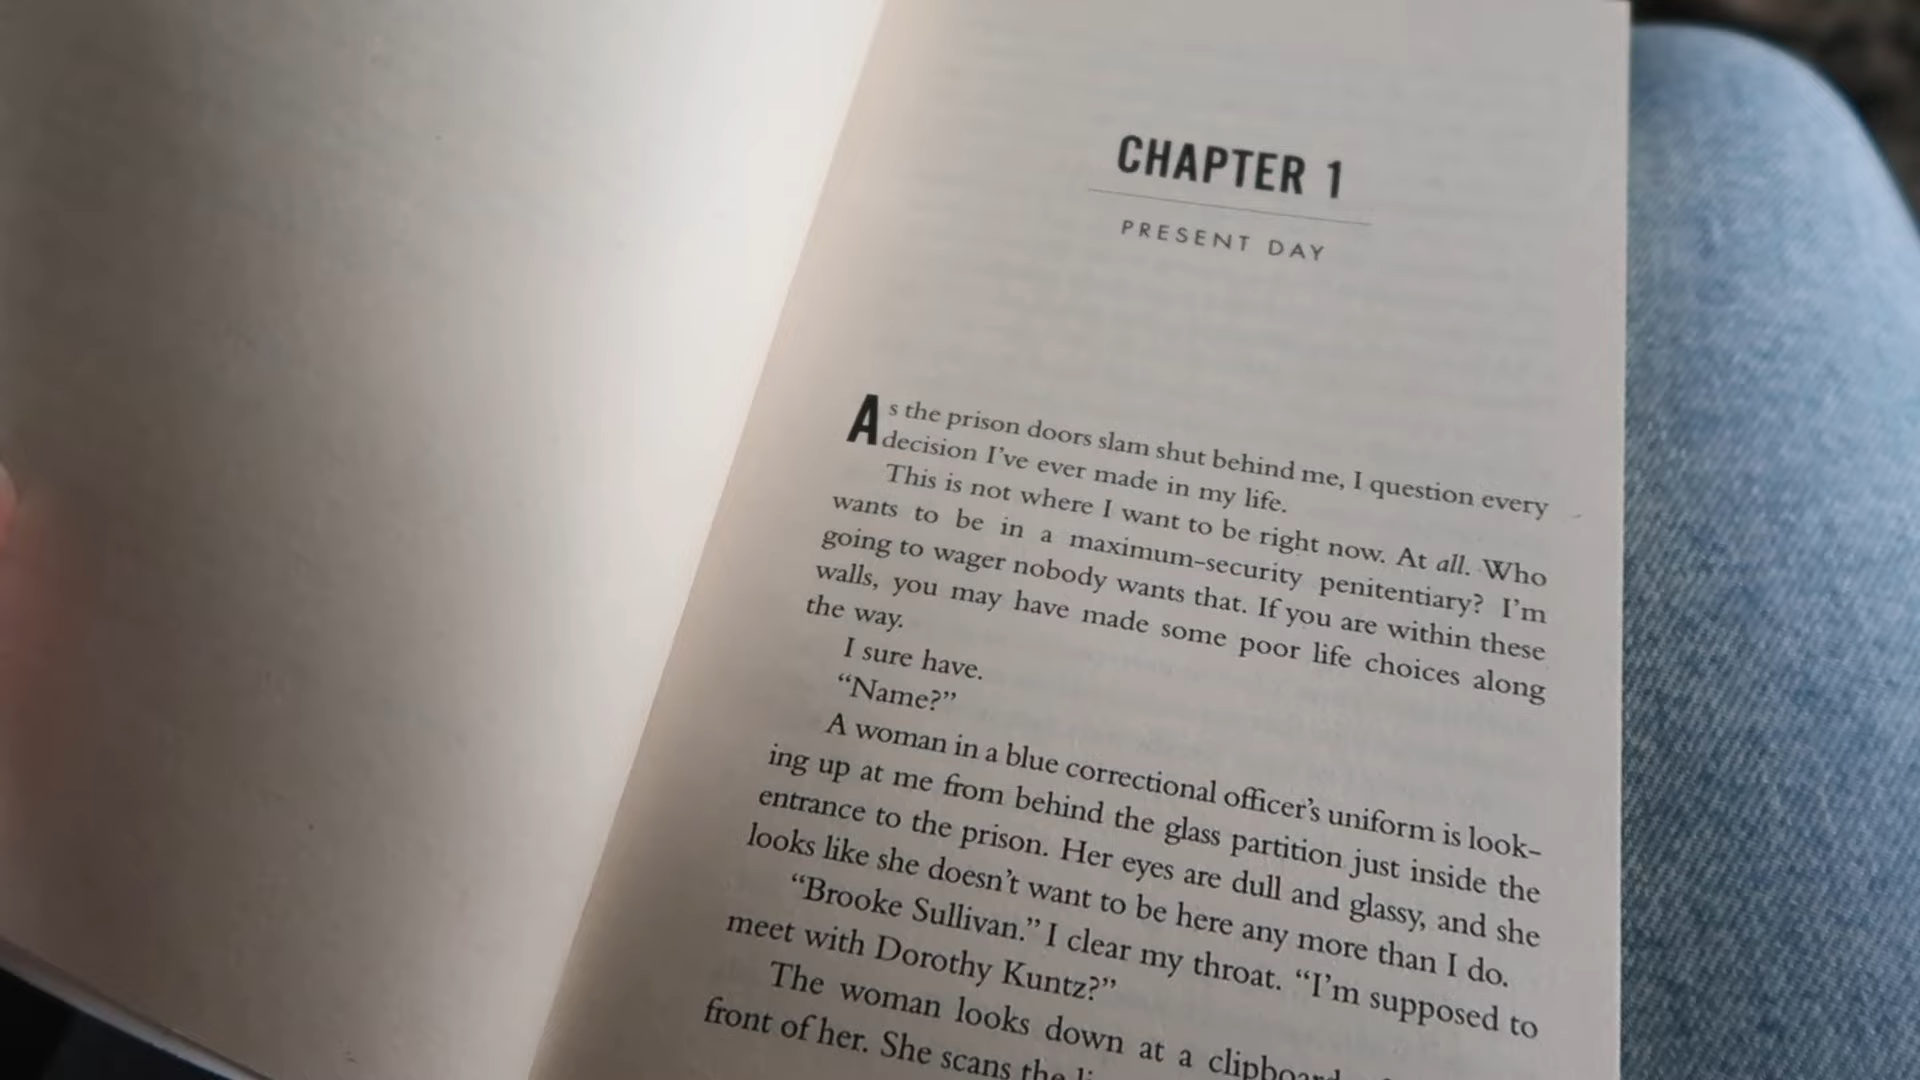 CHAPTER 1
PRESENT DAY
As the prison doors slam shut behind me, I question every
decision I've ever made in my life.
This is not where I want to be right now. At all. Who
wants to be in a maximum-security penitentiary? I'm
going to wager nobody wants that. If you are within these
walls, you may have made some poor life choices along
the way.
I sure have.
“Name?”
A woman in a blue correctional officer's uniform is look-
ing up at me from behind the glass partition just inside the
entrance to the prison. Her eyes are dull and glassy, and she
looks like she doesn't want to be here any more than I do.
“Brooke Sullivan.” I clear my throat. “I'm supposed to
meet with Dorothy Kuntz?”
The woman looks down at a
front of her. She scans the